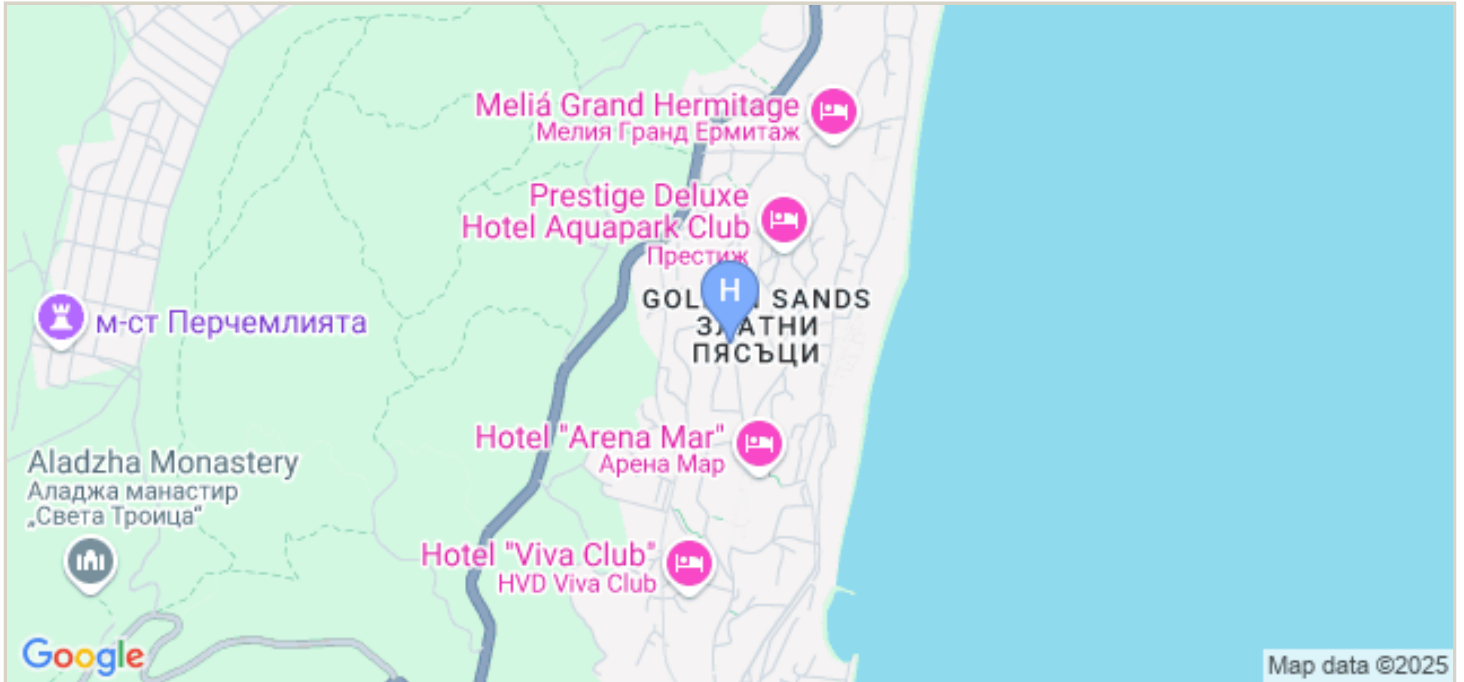 Meliá Grand Hermitage
Мелия Гранд Ермитаж
Prestige Deluxe
Hotel Aquapark Club
Престиж
H
SANDS
ЗЛАТНИ
ПЯСЪЦИ
м-ст Перчемлията
Hotel "Arena Mar"
Арена Мар
Aladzha Monastery
Аладжа манастир
„Света Троица“
Hotel "Viva Club"
HVD Viva Club
Google
Map data ©2025